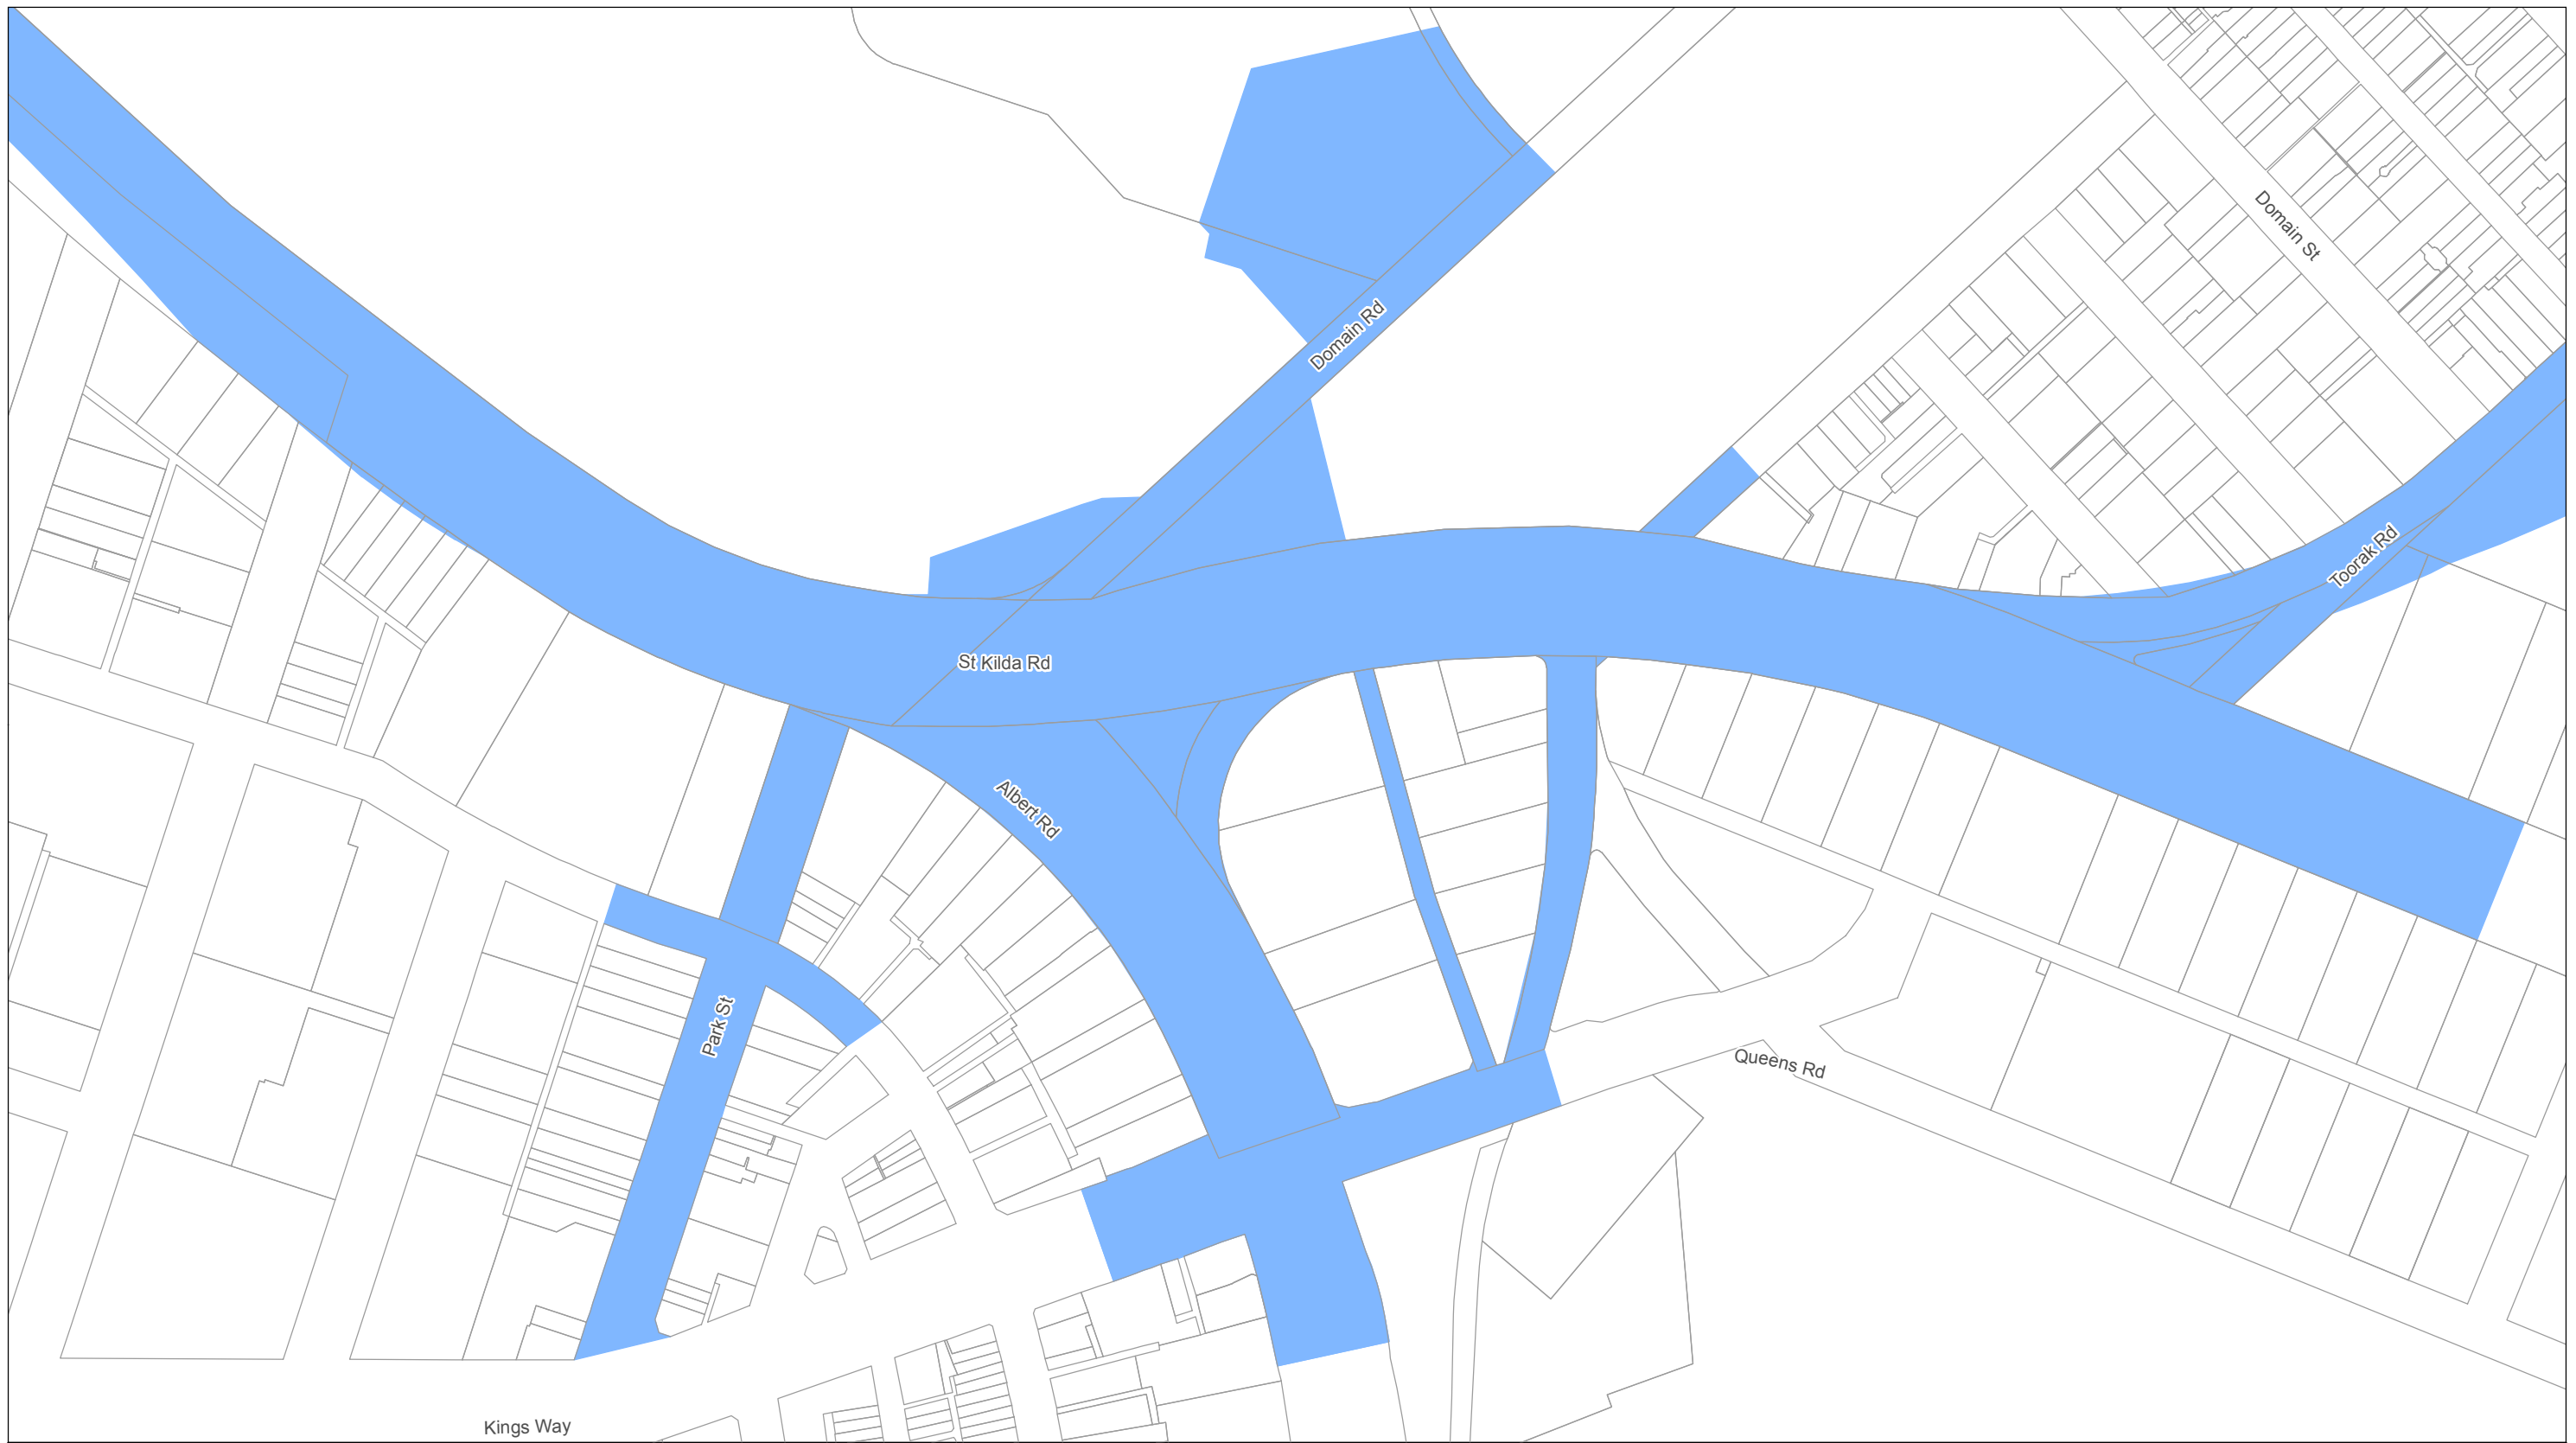 Domain St
Domain Rd
Toorak Rd
St Kilda Rd
Albert Rd
Park St
Queens Rd
Kings Way